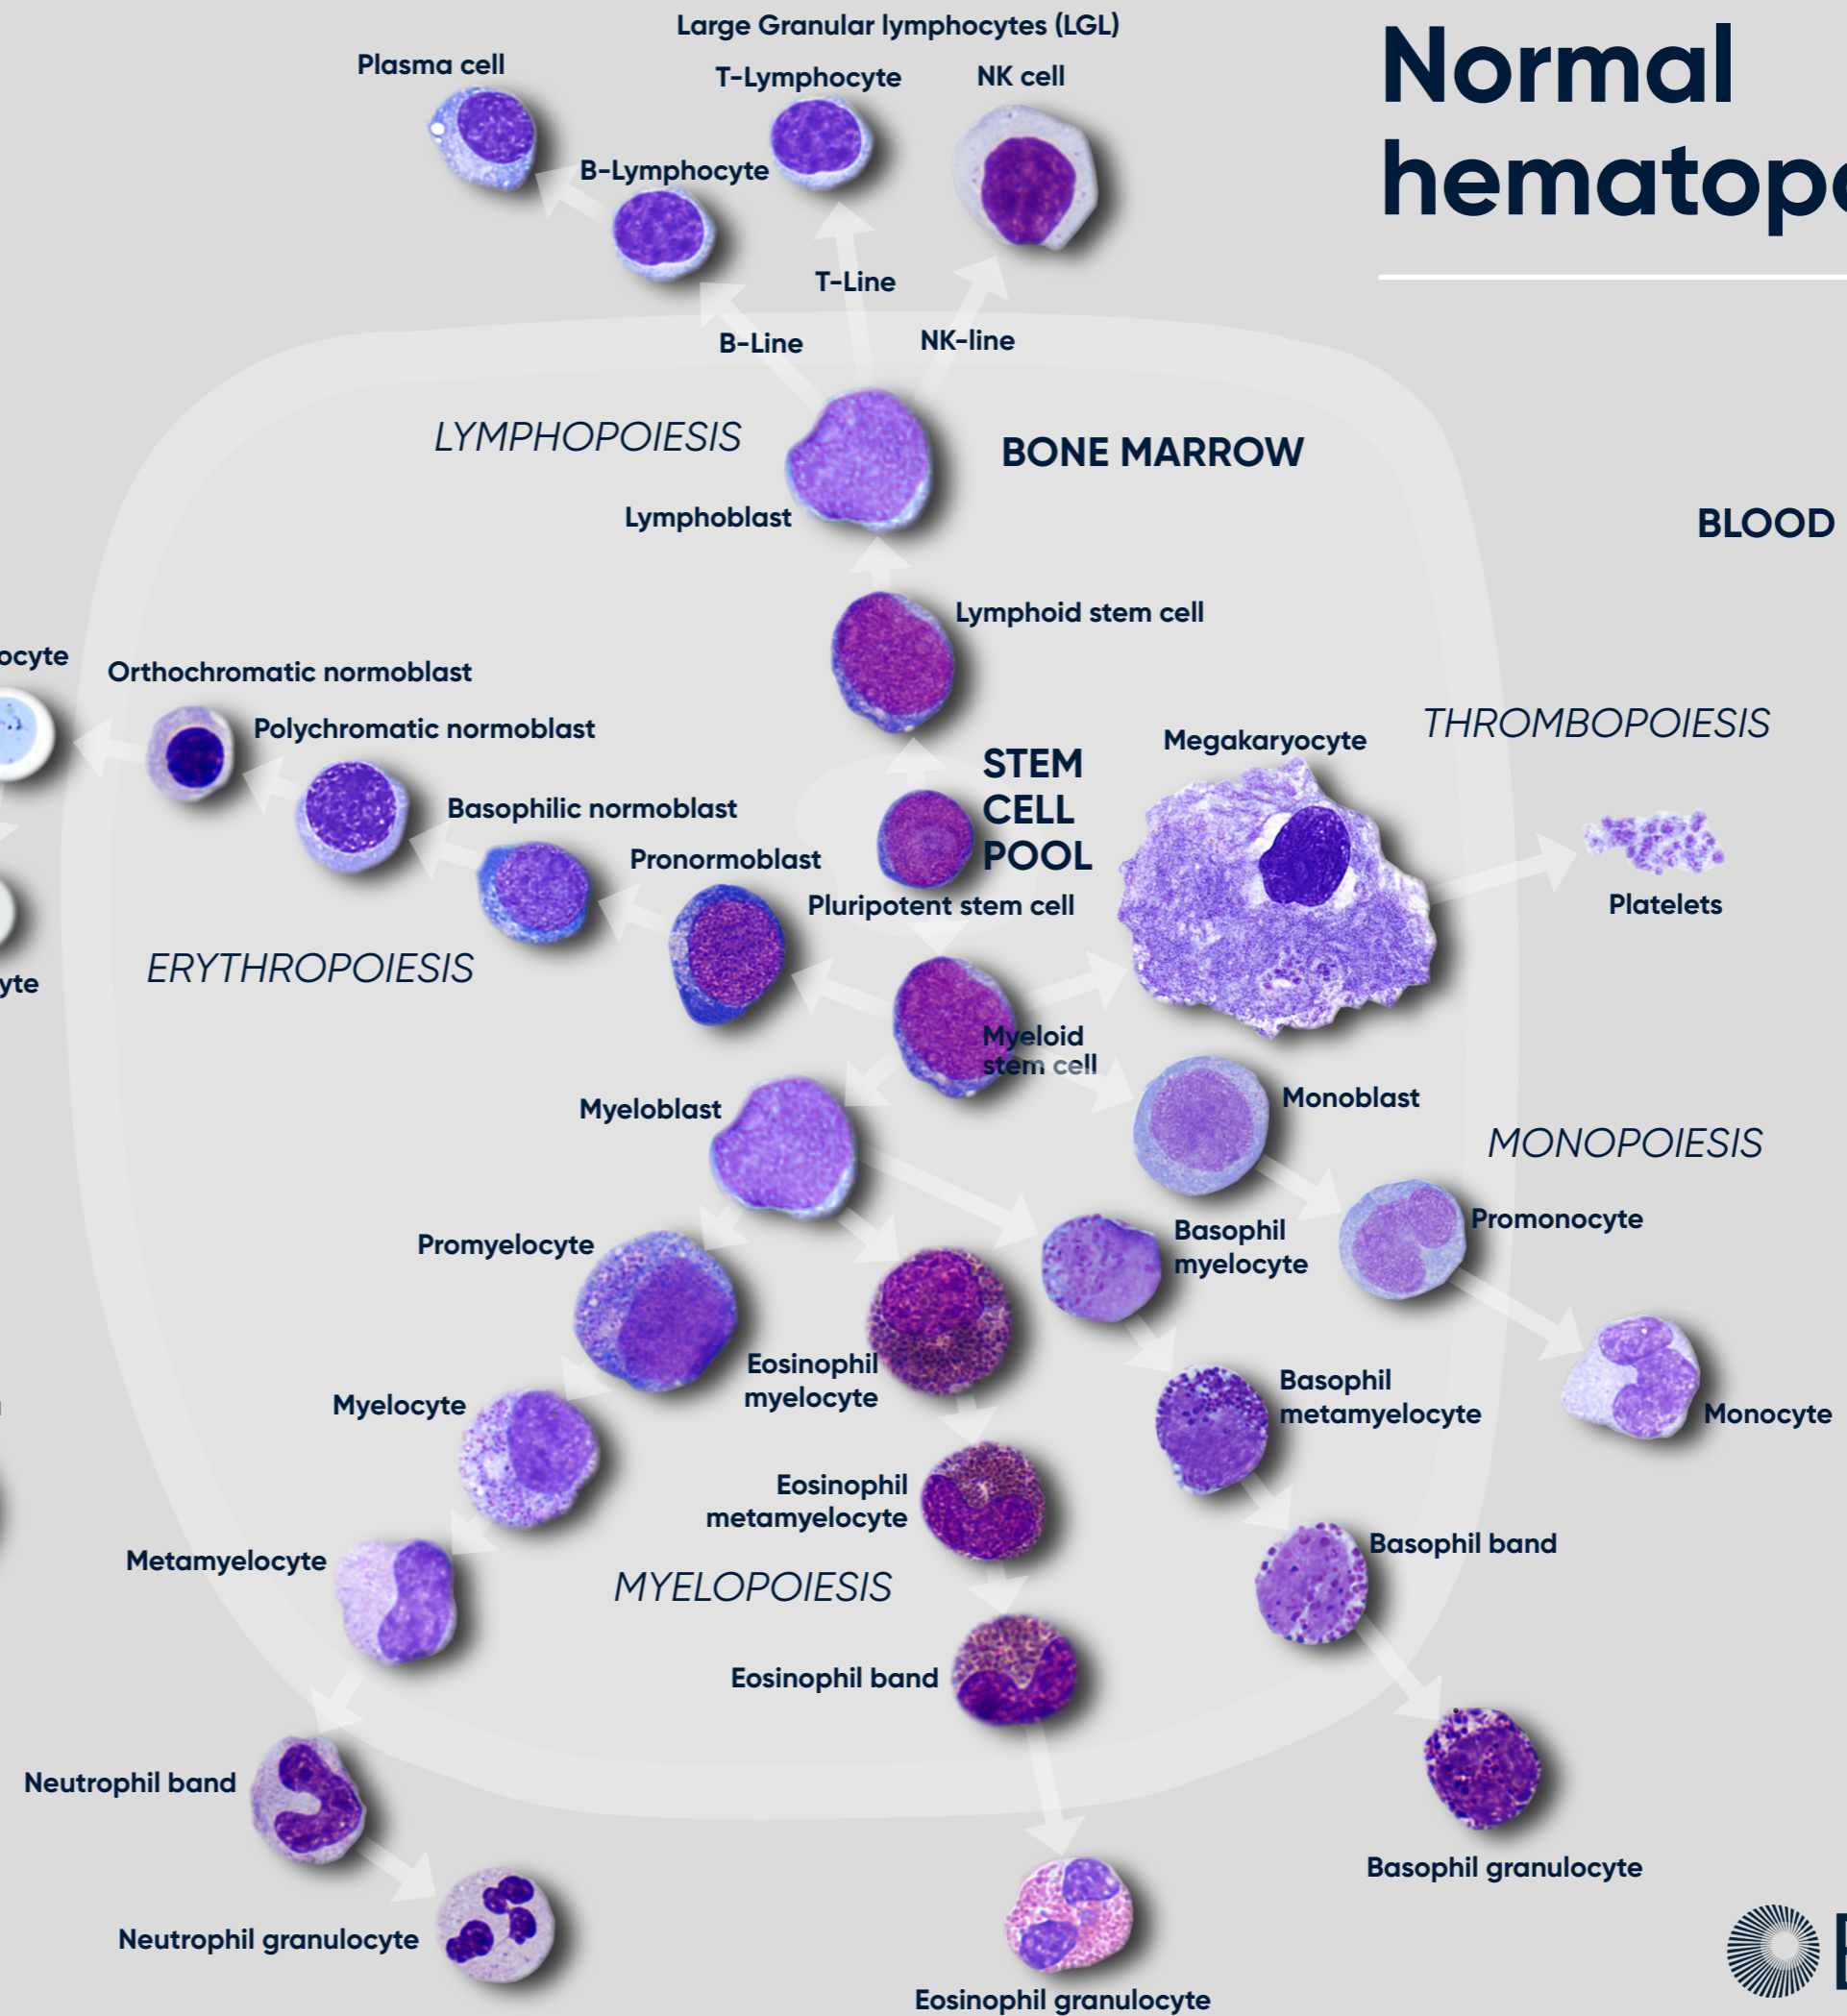 Large Granular lymphocytes (LGL)
Normal
Plasma cell
T-Lymphocyte
NK cell
B-Lymphocyte
T-Line
B-Line
NK-line
LYMPHOPOIESIS
BONE MARROW
Lymphoblast
BLOOD
Lymphoid stem cell
Orthochromatic normoblast
Polychromatic normoblast
THROMBOPOIESIS
Megakaryocyte
STEM
CELL
POOL
Basophilic normoblast
Pronormoblast
Pluripotent stem cell
Platelets
ERYTHROPOIESIS
Myeloid
stem cell
Monoblast
Myeloblast
MONOPOIESIS
Promonocyte
Basophil
myelocyte
Promyelocyte
Eosinophil
myelocyte
Basophil
metamyelocyte
Myelocyte
Monocyte
Eosinophil
metamyelocyte
Basophil band
Metamyelocyte
MYELOPOIESIS
Eosinophil band
Neutrophil band
Basophil granulocyte
Neutrophil granulocyte
Eosinophil granulocyte